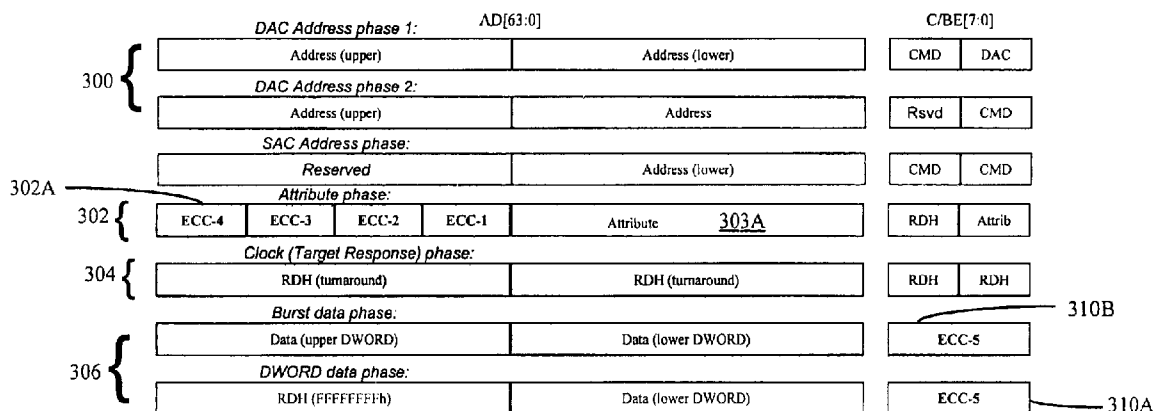 AD[63:0] C/BE[7:0]
DAC Address phase 1:
300 Address (upper) Address (lower) CMD DAC
DAC Address phase 2:
Address (upper) Address Rsvd CMD
SAC Address phase:
Reserved Address (lower) CMD CMD
302A Attribute phase:
302 ECC-4 ECC-3 ECC-2 ECC-1 Attribute 303A RDH Attrib
Clock (Target Response) phase:
304 RDH (turnaround) RDH (turnaround) RDH RDH
Burst data phase: 310B
Data (upper DWORD) Data (lower DWORD) ECC-5
306 DWORD data phase:
RDH (FFFFFFFFh) Data (lower DWORD) ECC-5 310A